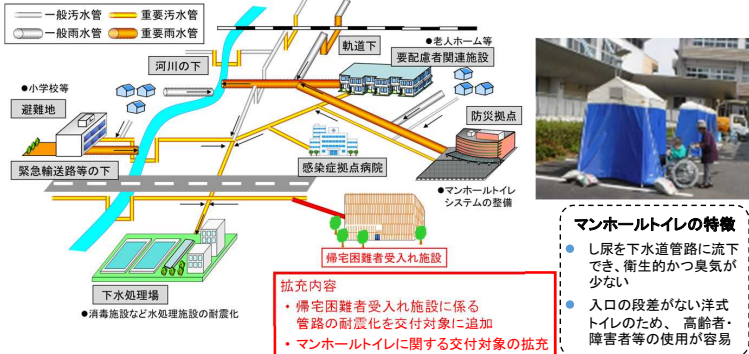 一般汚水管
重要汚水管
一般雨水管
重要雨水管
軌道下
●老人ホーム等
河川の下
要配慮者関連施設
●小学校等
避難地
防災拠点
緊急輸送路等の下
感染症拠点病院
●マンホールトイレ
システムの整備
帰宅困難者受入れ施設
下水処理場
●消毒施設など水処理施設の耐震化
拡充内容
・帰宅困難者受入れ施設に係る
管路の耐震化を交付対象に追加
・マンホールトイレに関する交付対象の拡充
マンホールトイレの特徴
● し尿を下水道管路に流下
でき、衛生的かつ臭気が
少ない
● 入口の段差がない洋式
トイレのため、 高齢者・
障害者等の使用が容易